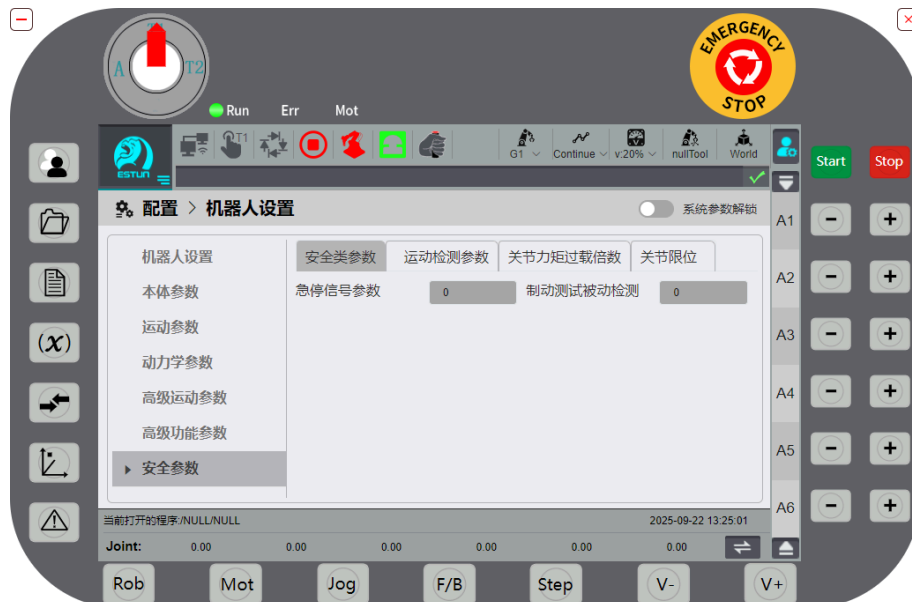 EMERGENCY
STOP
T1
A
T2
Run Err Mot
ESTUN
T1
G1 Continue v:20% nullTool World
Start Stop
配置 > 机器人设置
系统参数解锁
A1
机器人设置
安全类参数 运动检测参数 关节力矩过载倍数 关节限位
本体参数
急停信号参数 0 制动测试被动检测 0
A2
运动参数
A3
动力学参数
(x)
高级运动参数
A4
高级功能参数
A5
安全参数
A6
当前打开的程序:/NULL/NULL 2025-09-22 13:25:01
Joint: 0.00 0.00 0.00 0.00 0.00 0.00
Rob Mot Jog F/B Step V- V+